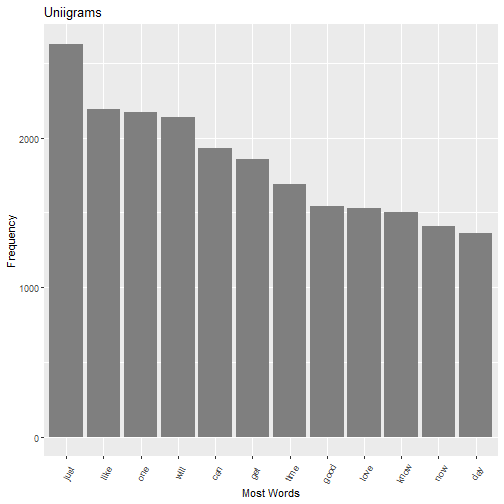 Uniigrams
Frequency
2000
1000
0
just
like
one
will
can
get
time
good
love
know
now
day
Most Words